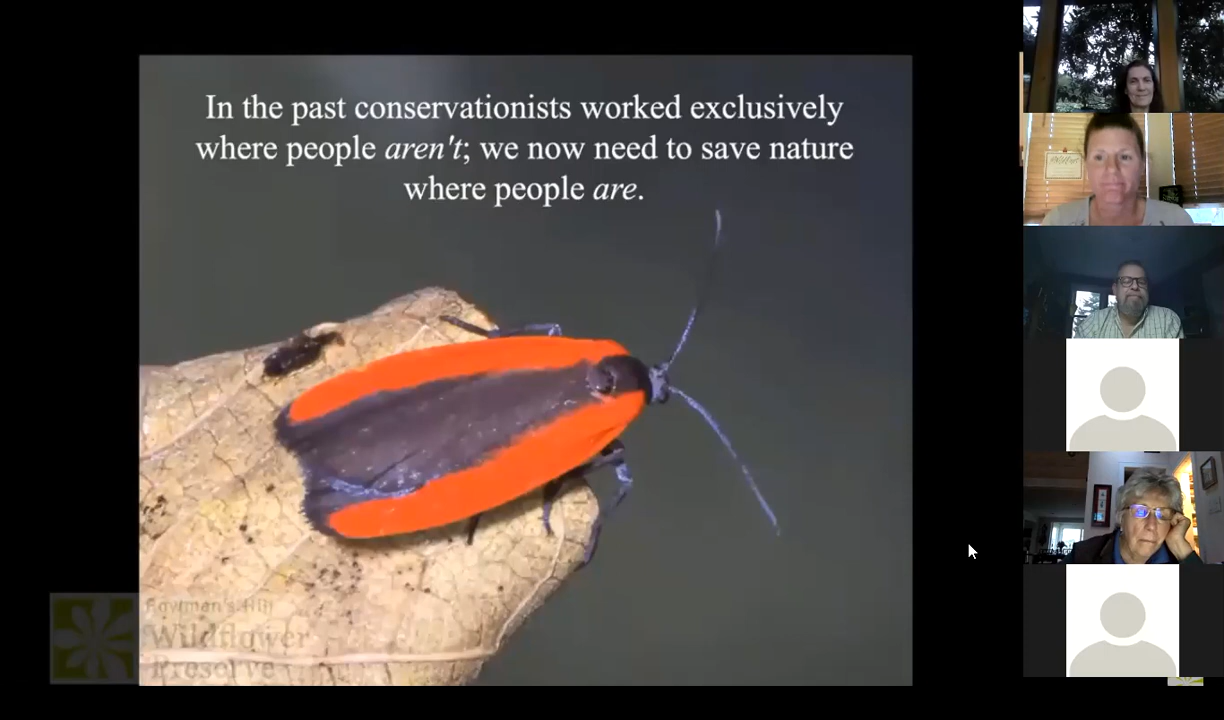 In the past conservationists worked exclusively
where people aren't; we now need to save nature
where people are.
Bowman's Hill
Wildflower
Preserve